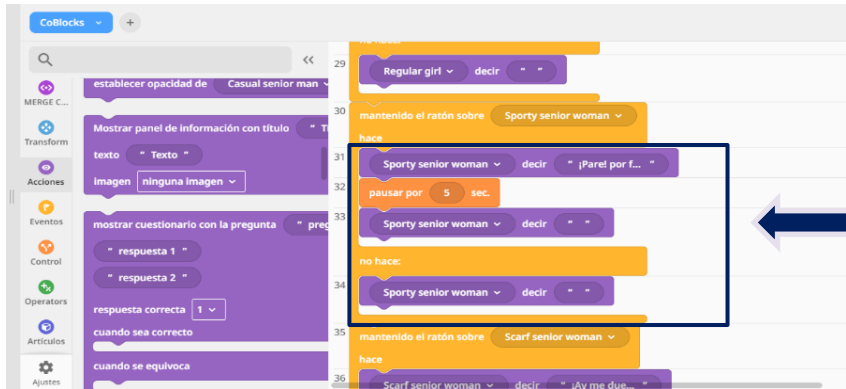 CoBlocks +
<<
MERGE C...
Transform
Acciones
Eventos
Control
Operators
Artículos
Ajustes
establecer opacidad de Casual senior man
Mostrar panel de información con título “ Ti
texto “ Texto ”
imagen ninguna imagen
mostrar cuestionario con la pregunta “ preg
“ respuesta 1 ”
“ respuesta 2 ”
respuesta correcta 1
cuando sea correcto
cuando se equivoca
no hace:
29 Regular girl decir “ ”
30 mantenido el ratón sobre Sporty senior woman
hace
31 Sporty senior woman decir “ ¡Pare! por f... ”
32 pausar por 5 sec.
33 Sporty senior woman decir “ ”
no hace:
34 Sporty senior woman decir “ ”
35 mantenido el ratón sobre Scarf senior woman
hace
36 Scarf senior woman decir “ ¡Ay me due... ”